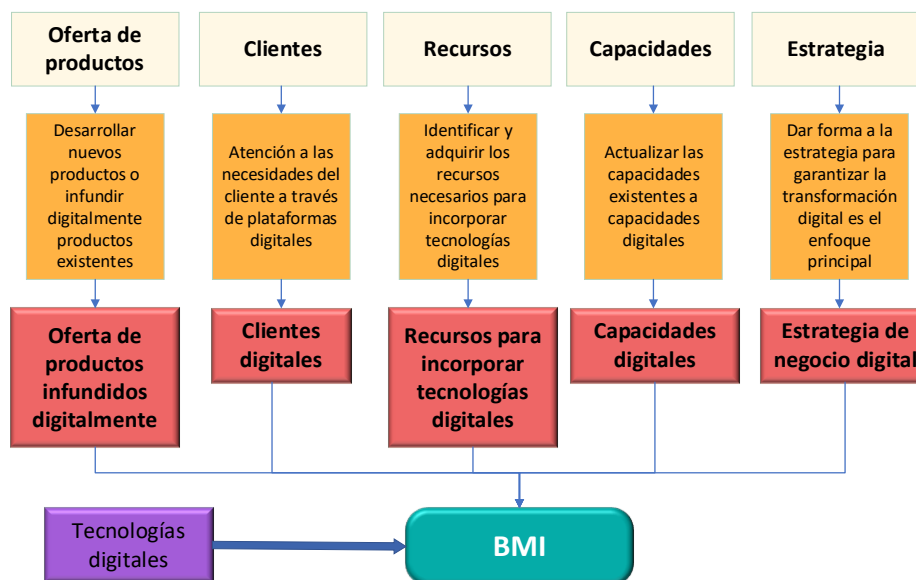 Oferta de
productos
Clientes
Recursos
Capacidades
Estrategia
Desarrollar
nuevos
productos o
infundir
digitalmente
productos
existentes
Atención a las
necesidades del
cliente a través
de plataformas
digitales
Identificar y
adquirir los
recursos
necesarios para
incorporar
tecnologías
digitales
Actualizar las
capacidades
existentes a
capacidades
digitales
Dar forma a la
estrategia para
garantizar la
transformación
digital es el
enfoque
principal
Oferta de
productos
infundidos
digitalmente
Clientes
digitales
Recursos para
incorporar
tecnologías
digitales
Capacidades
digitales
Estrategia de
negocio digital
Tecnologías
digitales
BMI